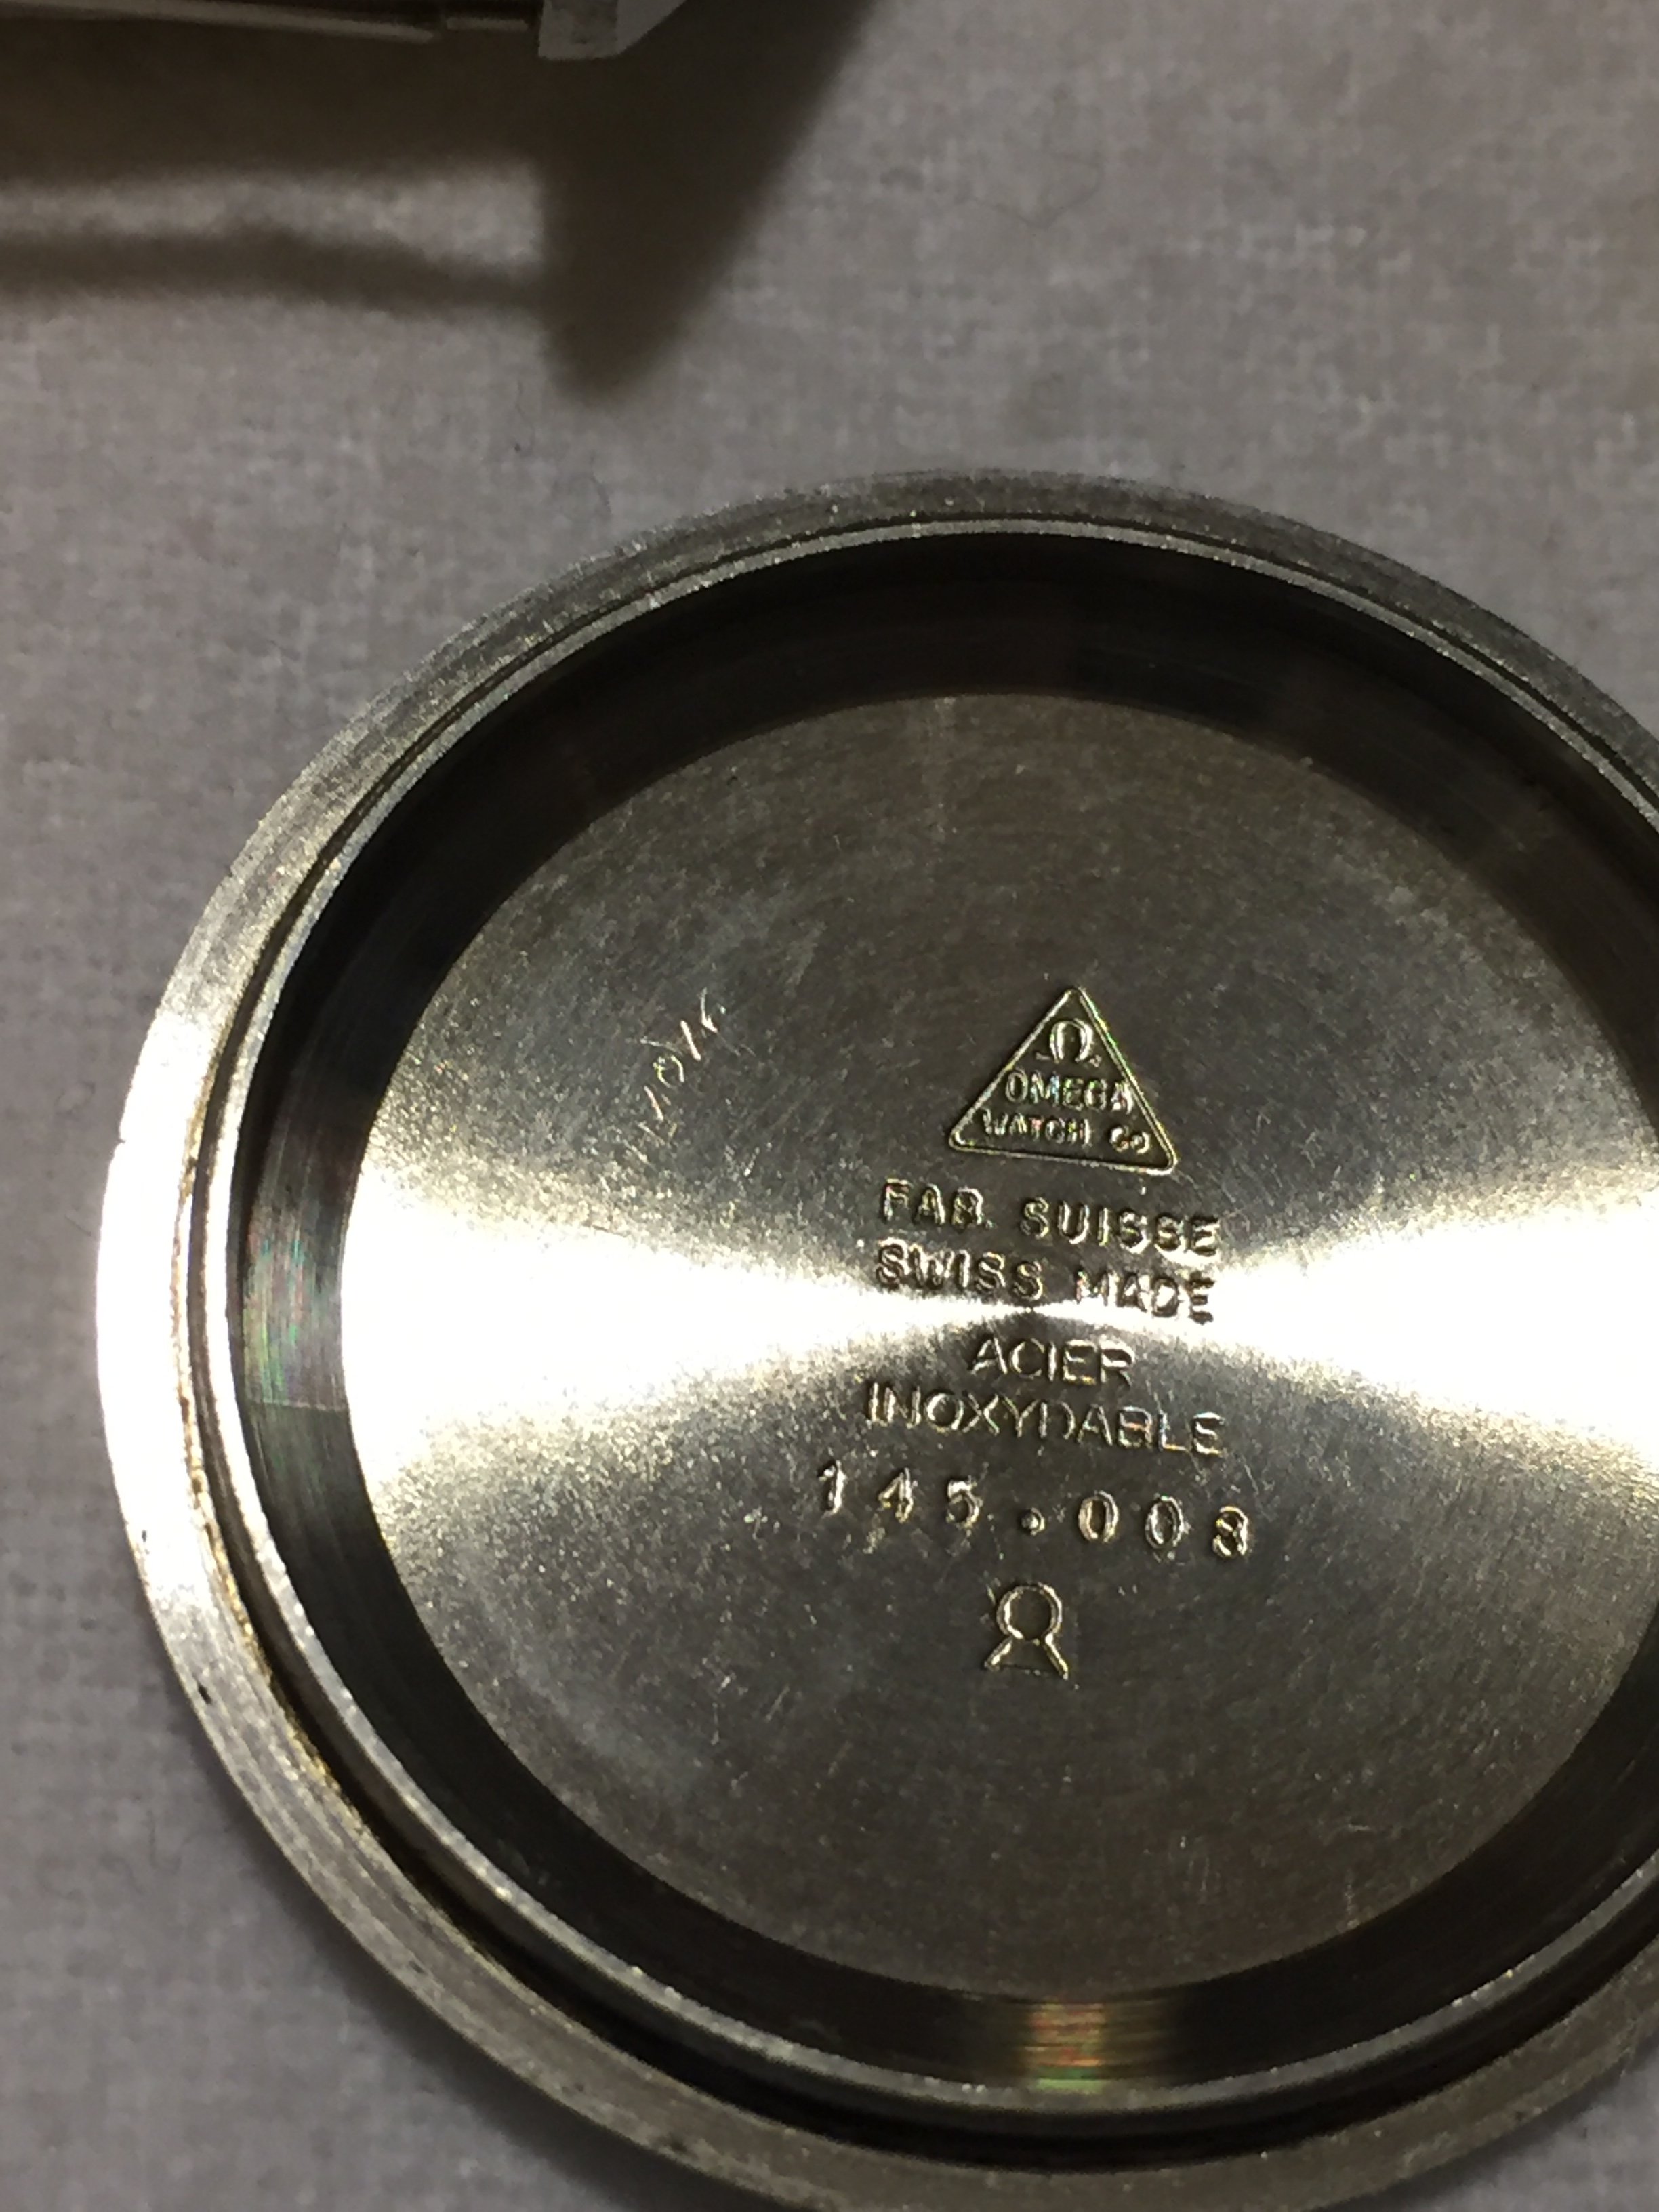 Ω
OMEGA
WATCH CO
FAB. SUISSE
SWISS MADE
ACIER
INOXYDABLE
145.008